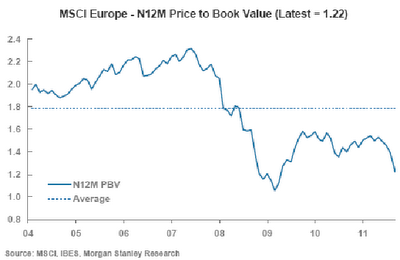 MSCI Europe - N12M Price to Book Value (Latest = 1.22)
2.4
2.2
2.0
1.8
1.6
1.4
1.2
1.0
0.8
N12M PBV
Average
04 05 06 07 08 09 10 11
Source: MSCI, IBES, Morgan Stanley Research